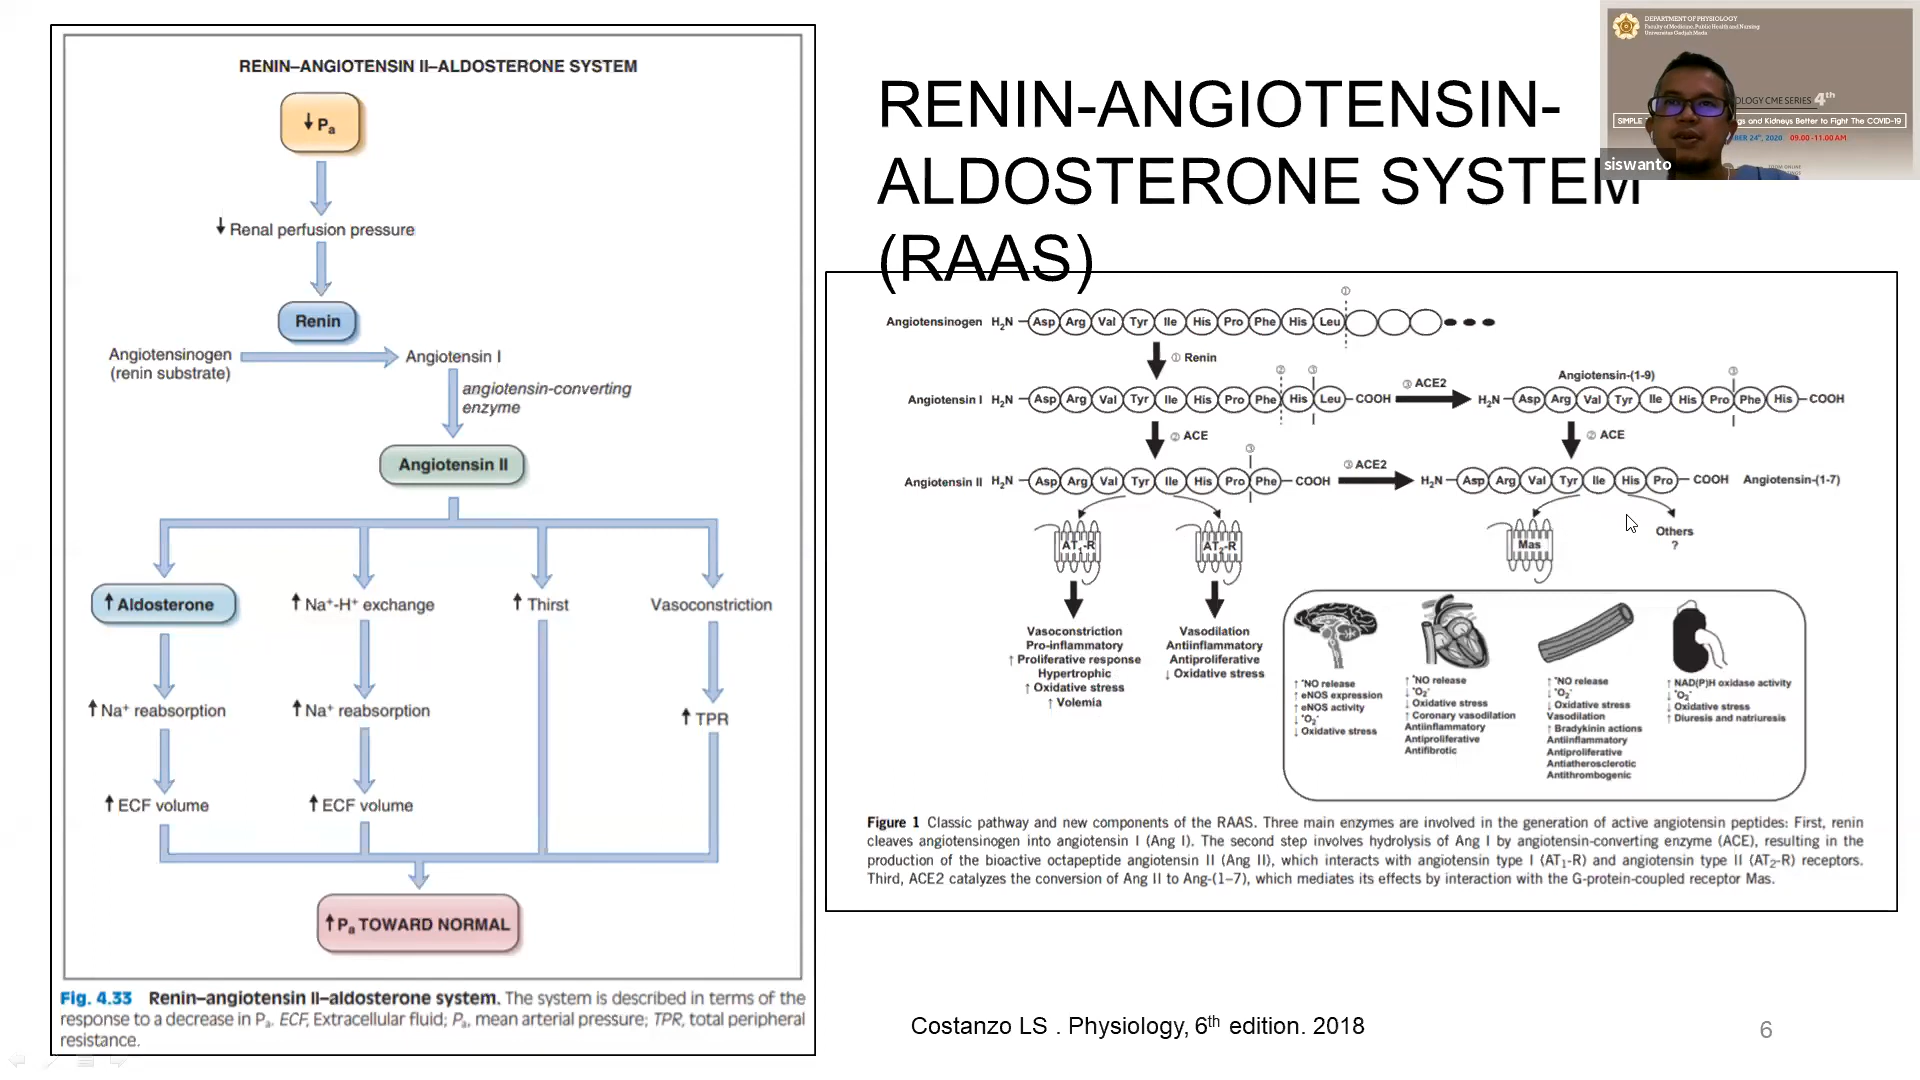 RENIN–ANGIOTENSIN II–ALDOSTERONE SYSTEM
↓ Pa
↓ Renal perfusion pressure
Renin
Angiotensinogen
(renin substrate)
Angiotensin I
angiotensin-converting
enzyme
Angiotensin II
↑ Aldosterone
↑ Na⁺-H⁺ exchange
↑ Thirst
Vasoconstriction
↑ Na⁺ reabsorption
↑ Na⁺ reabsorption
↑ TPR
↑ ECF volume
↑ ECF volume
↑ Pa TOWARD NORMAL
Fig. 4.33 Renin–angiotensin II–aldosterone system. The system is described in terms of the
response to a decrease in Pa. ECF, Extracellular fluid; Pa, mean arterial pressure; TPR, total peripheral
resistance.
RENIN-ANGIOTENSIN-
ALDOSTERONE SYSTEM
(RAAS)
DEPARTMENT OF PHYSIOLOGY
Faculty of Medicine, Public Health and Nursing
Universitas Gadjah Mada
OLOGY CME SERIES 4th
SIMPLE gs and Kidneys Better to Fight The COVID-19
BER 24th, 2020 09.00-11.00 AM
siswanto
①
Angiotensinogen H₂N Asp Arg Val Tyr Ile His Pro Phe His Leu
① Renin
② ③
Angiotensin I H₂N Asp Arg Val Tyr Ile His Pro Phe His Leu COOH
③ ACE2
Angiotensin-(1-9)
③
H₂N Asp Arg Val Tyr Ile His Pro Phe His COOH
② ACE
② ACE
③
Angiotensin II H₂N Asp Arg Val Tyr Ile His Pro Phe COOH
③ ACE2
H₂N Asp Arg Val Tyr Ile His Pro COOH Angiotensin-(1-7)
AT₁-R
AT₂-R
Mas
Others
?
Vasoconstriction
Pro-inflammatory
↑ Proliferative response
Hypertrophic
↑ Oxidative stress
↑ Volemia
Vasodilation
Antiinflammatory
Antiproliferative
↓ Oxidative stress
↑ •NO release
↑ eNOS expression
↑ eNOS activity
↓ •O₂⁻
↓ Oxidative stress
↑ •NO release
↓ •O₂⁻
↓ Oxidative stress
↑ Coronary vasodilation
Antiinflammatory
Antiproliferative
Antifibrotic
↑ •NO release
↓ •O₂⁻
↓ Oxidative stress
Vasodilation
↑ Bradykinin actions
Antiinflammatory
Antiproliferative
Antiatherosclerotic
Antithrombogenic
↑ NAD(P)H oxidase activity
↓ •O₂⁻
↓ Oxidative stress
↑ Diuresis and natriuresis
Figure 1 Classic pathway and new components of the RAAS. Three main enzymes are involved in the generation of active angiotensin peptides: First, renin
cleaves angiotensinogen into angiotensin I (Ang I). The second step involves hydrolysis of Ang I by angiotensin-converting enzyme (ACE), resulting in the
production of the bioactive octapeptide angiotensin II (Ang II), which interacts with angiotensin type I (AT₁-R) and angiotensin type II (AT₂-R) receptors.
Third, ACE2 catalyzes the conversion of Ang II to Ang-(1–7), which mediates its effects by interaction with the G-protein-coupled receptor Mas.
Costanzo LS . Physiology, 6th edition. 2018
6